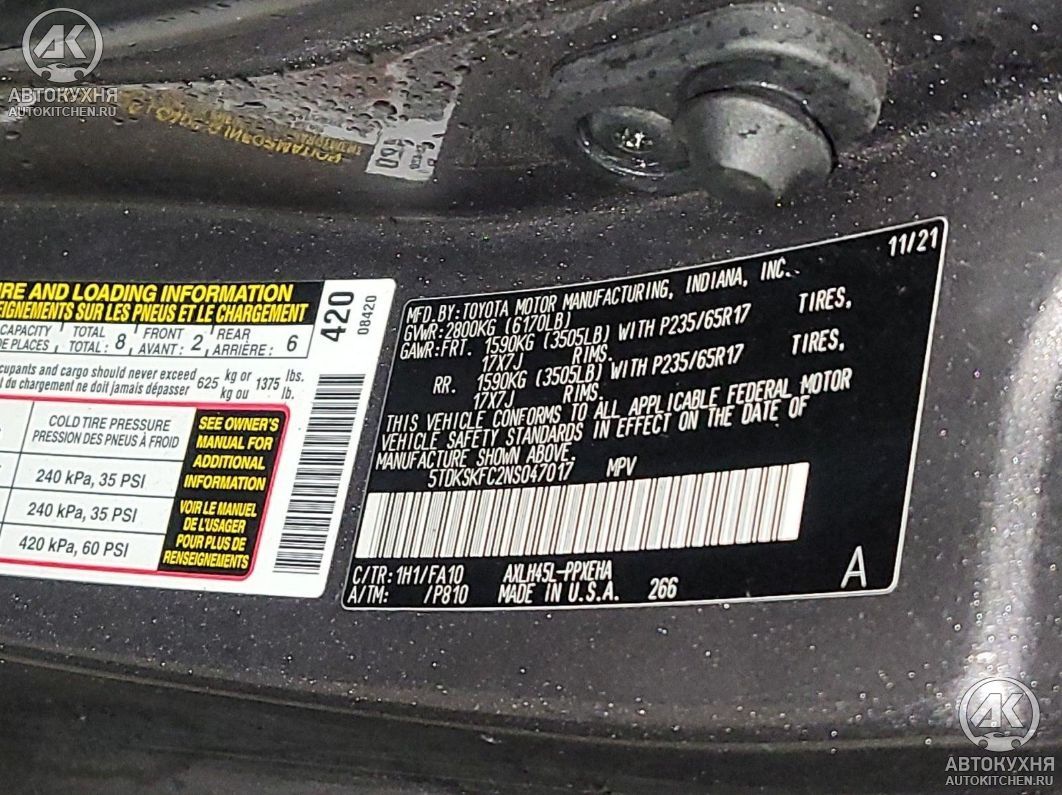 АВТОКУХНЯ
AUTOKITCHEN.RU
RE AND LOADING INFORMATION
EIGNEMENTS SUR LES PNEUS ET LE CHARGEMENT
CAPACITY TOTAL FRONT REAR
DE PLACES TOTAL: 8 AVANT: 2 ARRIÈRE: 6
cupants and cargo should never exceed 625 kg or 1375 lbs.
l du chargement ne doit jamais dépasser kg ou lb.
COLD TIRE PRESSURE
PRESSION DES PNEUS À FROID
240 kPa, 35 PSI
240 kPa, 35 PSI
420 kPa, 60 PSI
SEE OWNER'S
MANUAL FOR
ADDITIONAL
INFORMATION
VOIR LE MANUEL
DE L'USAGER
POUR PLUS DE
RENSEIGNEMENTS
420
08420
11/21
MFD.BY:TOYOTA MOTOR MANUFACTURING, INDIANA, INC.
GVWR:2800KG (6170LB)
GAWR:FRT. 1590KG (3505LB) WITH P235/65R17 TIRES,
17X7J RIMS.
RR. 1590KG (3505LB) WITH P235/65R17 TIRES,
17X7J RIMS.
THIS VEHICLE CONFORMS TO ALL APPLICABLE FEDERAL MOTOR
VEHICLE SAFETY STANDARDS IN EFFECT ON THE DATE OF
MANUFACTURE SHOWN ABOVE.
5TDKSKFC2NS047017 MPV
C/TR:1H1/FA10 AXLH45L-PPXEHA
A/TM: /P810 MADE IN U.S.A. 266
A
АВТОКУХНЯ
AUTOKITCHEN.RU